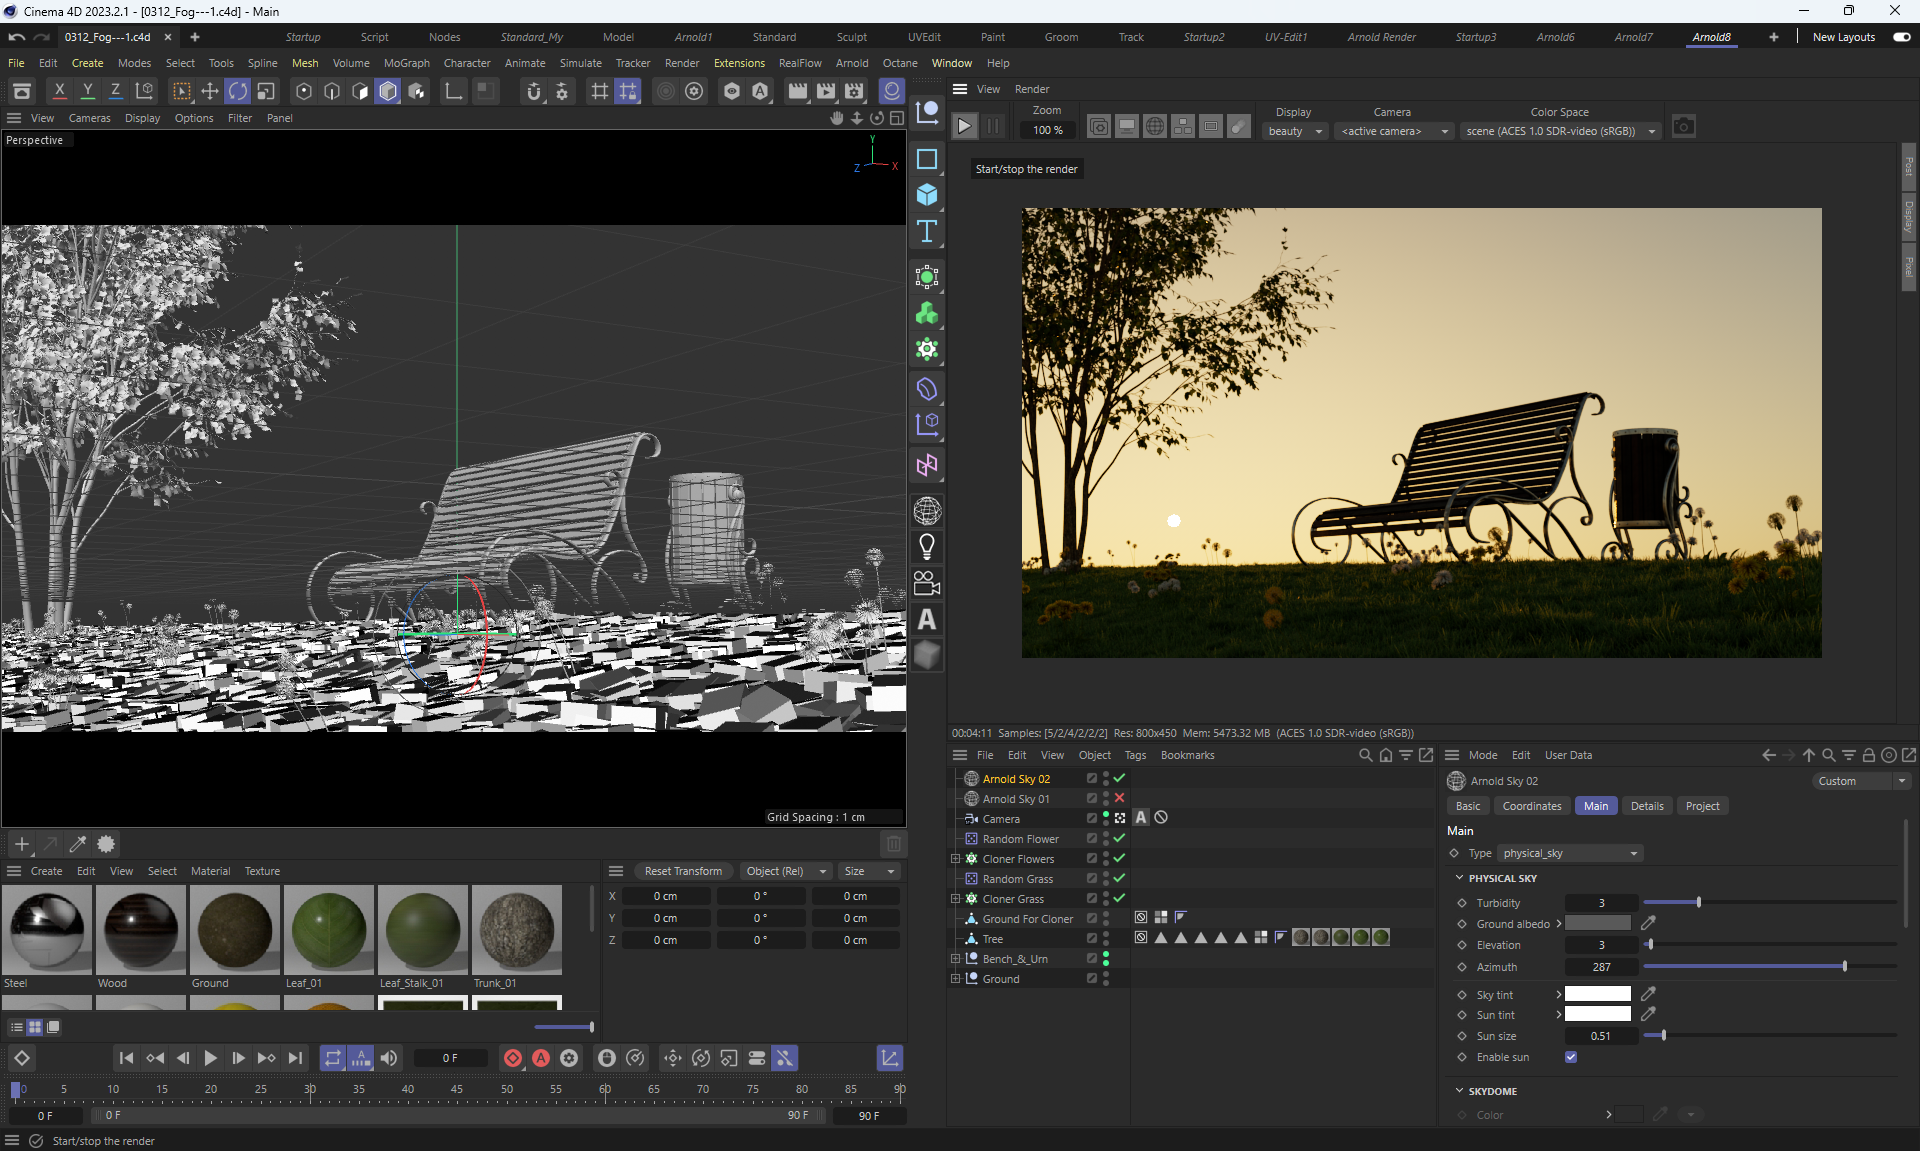 Cinema 4D 2023.2.1 - [0312_Fog---1.c4d] - Main
0312_Fog---1.c4d × + Startup Script Nodes Standard_My Model Arnold1 Standard Sculpt UVEdit Paint Groom Track Startup2 UV-Edit1 Arnold Render Startup3 Arnold6 Arnold7 Arnold8 + New Layouts
File Edit Create Modes Select Tools Spline Mesh Volume MoGraph Character Animate Simulate Tracker Render Extensions RealFlow Arnold Octane Window Help
X Y Z
View Cameras Display Options Filter Panel
Perspective
Y
Z X
Grid Spacing : 1 cm
View Render
Zoom Display Camera Color Space
100 % beauty <active camera> scene (ACES 1.0 SDR-video (sRGB))
Start/stop the render
Post
Display
Pixel
00:04:11 Samples: [5/2/4/2/2/2] Res: 800x450 Mem: 5473.32 MB (ACES 1.0 SDR-video (sRGB))
File Edit View Object Tags Bookmarks
Arnold Sky 02
Arnold Sky 01
Camera
Random Flower
Cloner Flowers
Random Grass
Cloner Grass
Ground For Cloner
Tree
Bench_&_Urn
Ground
Mode Edit User Data
Arnold Sky 02 Custom
Basic Coordinates Main Details Project
Main
Type physical_sky
PHYSICAL SKY
Turbidity 3
Ground albedo
Elevation 3
Azimuth 287
Sky tint
Sun tint
Sun size 0.51
Enable sun
SKYDOME
Color
Create Edit View Select Material Texture
Steel Wood Ground Leaf_01 Leaf_Stalk_01 Trunk_01
Reset Transform Object (Rel) Size
X 0 cm 0 ° 0 cm
Y 0 cm 0 ° 0 cm
Z 0 cm 0 ° 0 cm
0 F
0 5 10 15 20 25 30 35 40 45 50 55 60 65 70 75 80 85 90
0 F 0 F 90 F 90 F
Start/stop the render